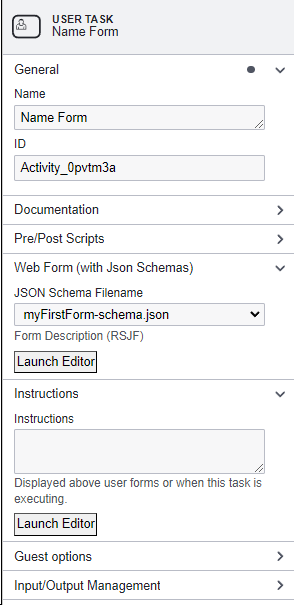 USER TASK
Name Form
General
Name
Name Form
ID
Activity_0pvtm3a
Documentation
Pre/Post Scripts
Web Form (with Json Schemas)
JSON Schema Filename
myFirstForm-schema.json
Form Description (RSJF)
Launch Editor
Instructions
Instructions
Displayed above user forms or when this task is
executing.
Launch Editor
Guest options
Input/Output Management